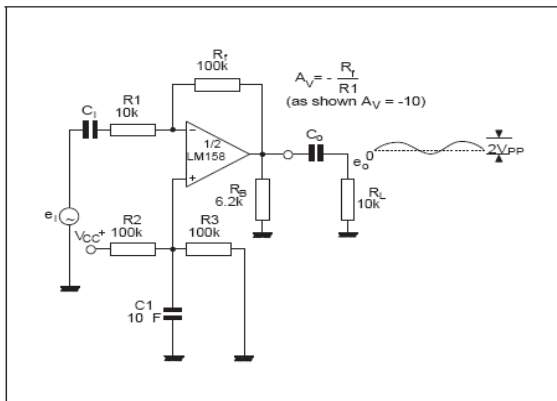 Rf
100k
AV = - Rf
R1
(as shown AV = -10)
CI
R1
10k
1/2
LM158
Co
eo
0
2VPP
RB
6.2k
RL
10k
eI
VCC+
R2
100k
R3
100k
C1
10 F